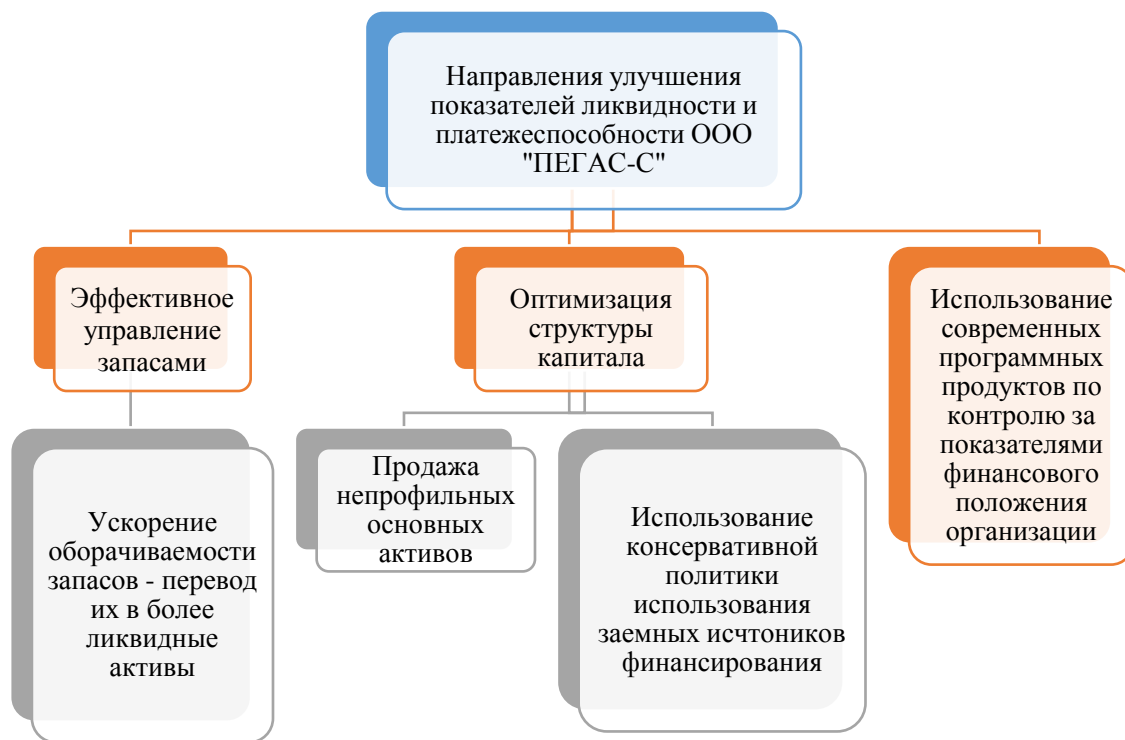 Направления улучшения
показателей ликвидности и
платежеспособности ООО
"ПЕГАС-С"
Эффективное
управление
запасами
Оптимизация
структуры
капитала
Использование
современных
программных
продуктов по
контролю за
показателями
финансового
положения
организации
Ускорение
оборачиваемости
запасов - перевод
их в более
ликвидные
активы
Продажа
непрофильных
основных
активов
Использование
консервативной
политики
использования
заемных исчтоников
финансирования